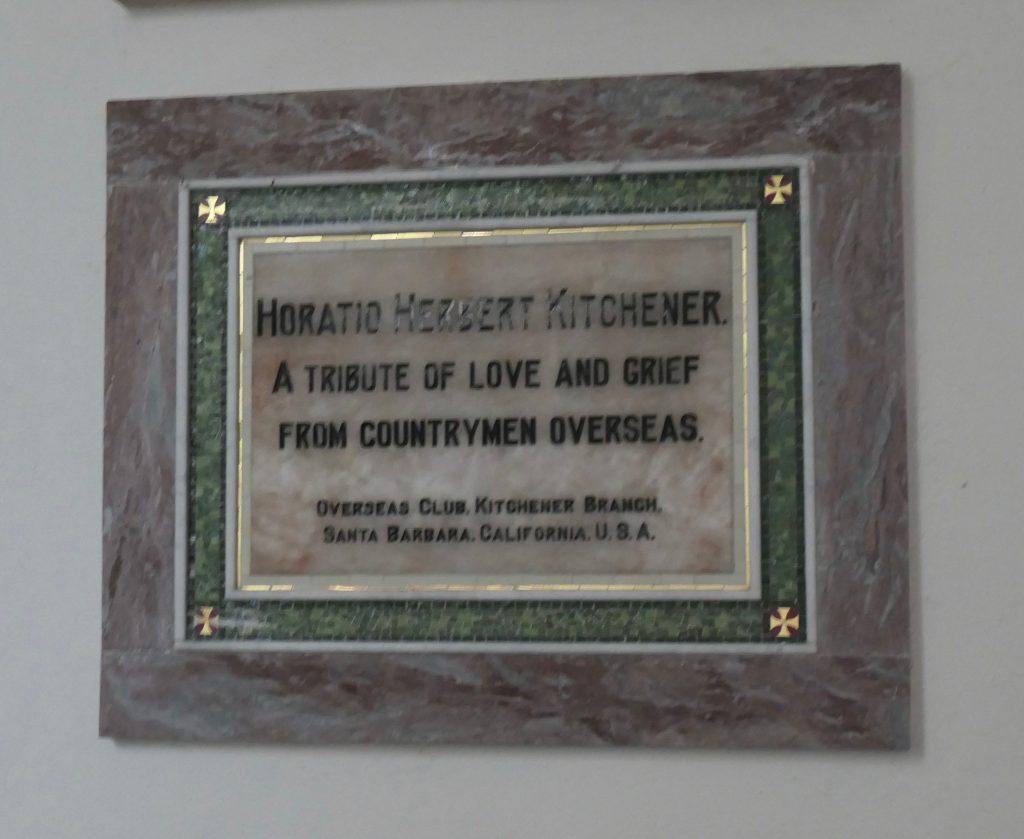 HORATIO HERBERT KITCHENER.
A TRIBUTE OF LOVE AND GRIEF
FROM COUNTRYMEN OVERSEAS.
OVERSEAS CLUB, KITCHENER BRANCH,
SANTA BARBARA. CALIFORNIA. U. S. A.